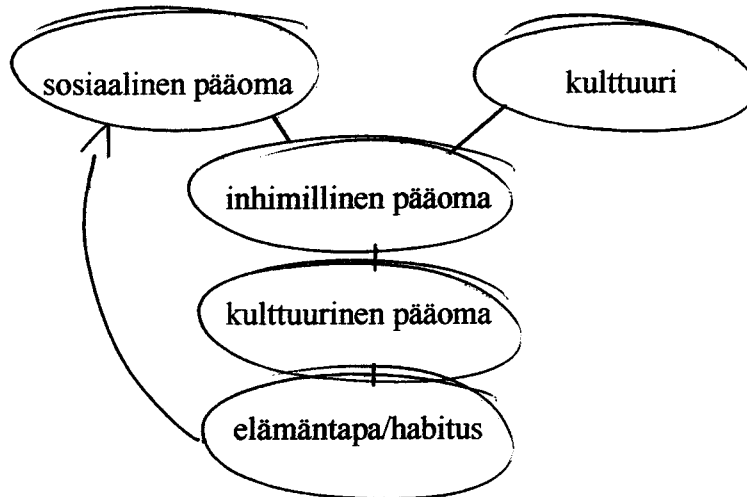 sosiaalinen pääoma
kulttuuri
inhimillinen pääoma
kulttuurinen pääoma
elämäntapa/habitus